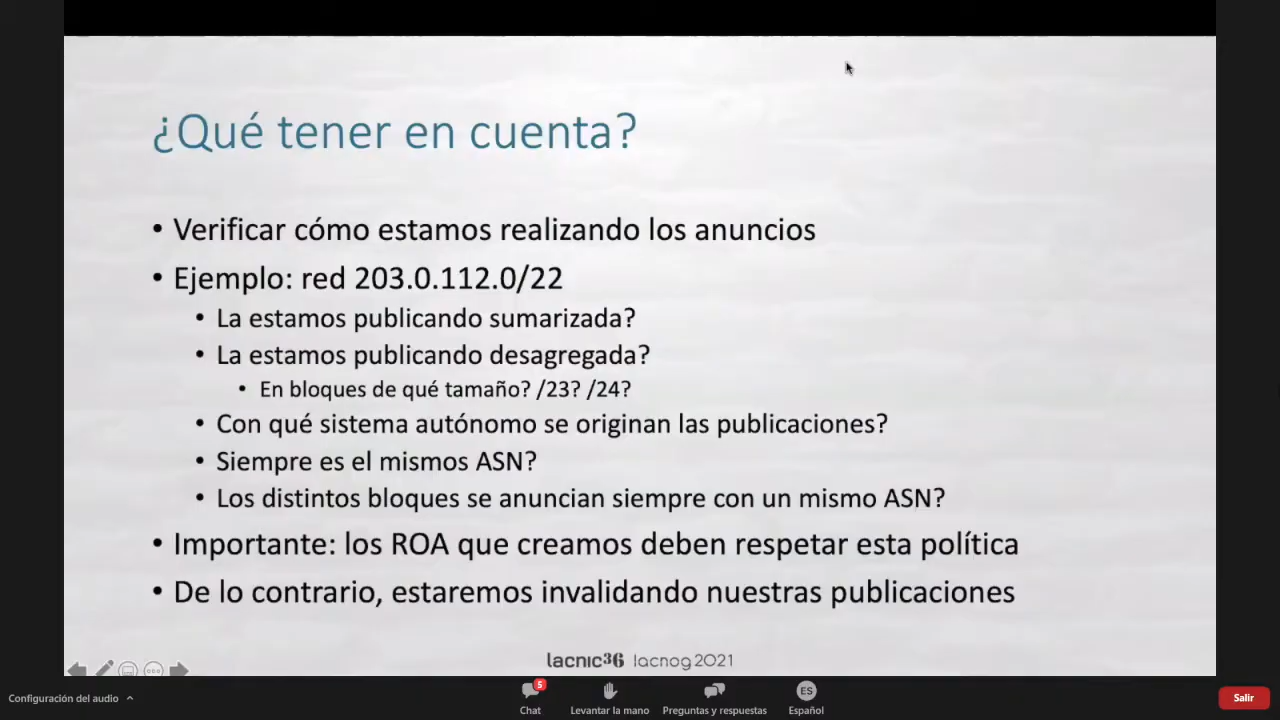 ¿Qué tener en cuenta?
• Verificar cómo estamos realizando los anuncios
• Ejemplo: red 203.0.112.0/22
• La estamos publicando sumarizada?
• La estamos publicando desagregada?
• En bloques de qué tamaño? /23? /24?
• Con qué sistema autónomo se originan las publicaciones?
• Siempre es el mismos ASN?
• Los distintos bloques se anuncian siempre con un mismo ASN?
• Importante: los ROA que creamos deben respetar esta política
• De lo contrario, estaremos invalidando nuestras publicaciones
lacnic36 lacnog2021
Configuración del audio
5
Chat
Levantar la mano
Preguntas y respuestas
ES
Español
Salir